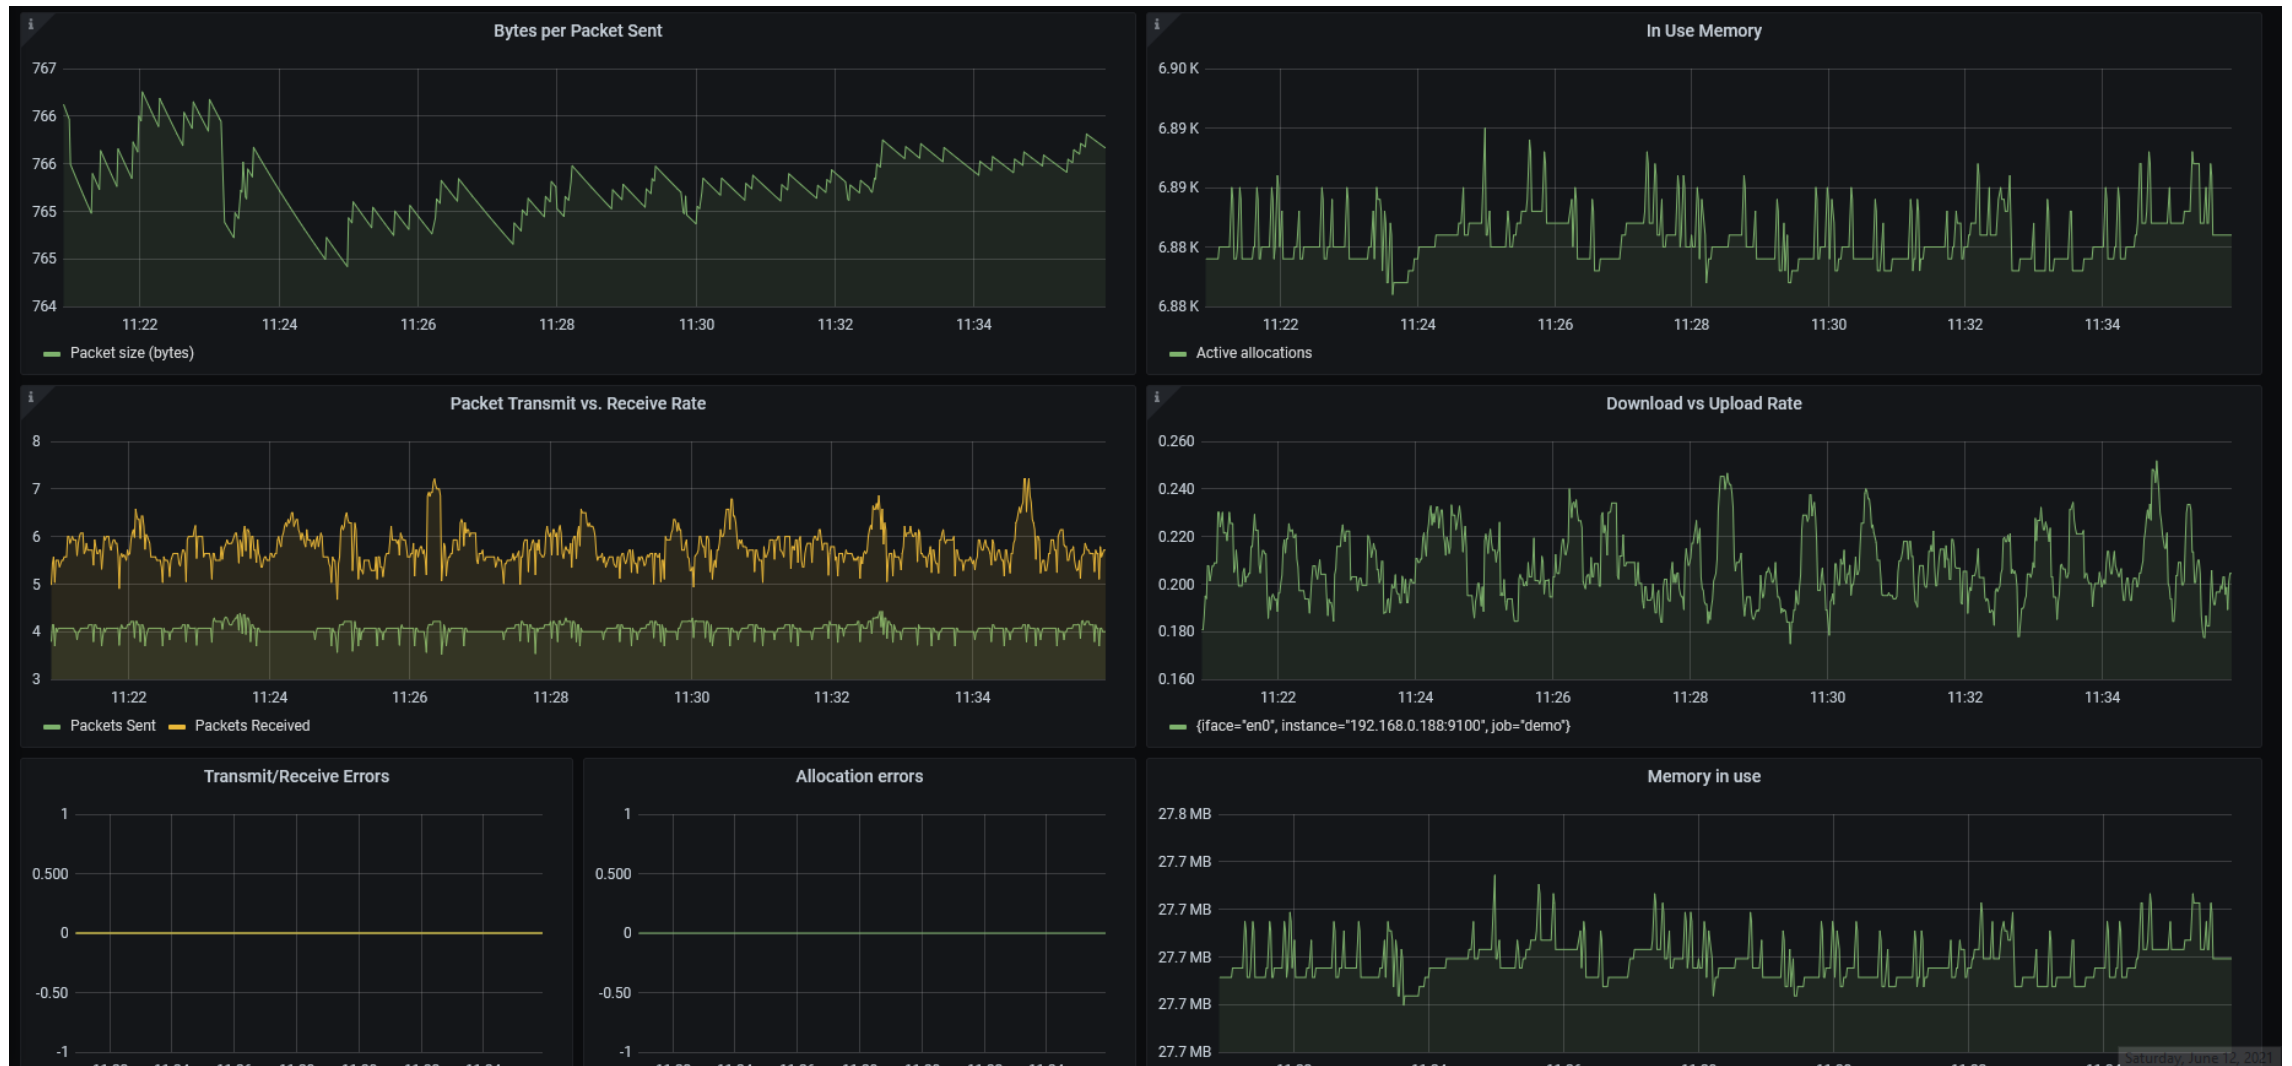 Bytes per Packet Sent
767
766
766
765
765
764
11:22 11:24 11:26 11:28 11:30 11:32 11:34
Packet size (bytes)
In Use Memory
6.90 K
6.89 K
6.89 K
6.88 K
6.88 K
11:22 11:24 11:26 11:28 11:30 11:32 11:34
Active allocations
Packet Transmit vs. Receive Rate
8
7
6
5
4
3
11:22 11:24 11:26 11:28 11:30 11:32 11:34
Packets Sent Packets Received
Download vs Upload Rate
0.260
0.240
0.220
0.200
0.180
0.160
11:22 11:24 11:26 11:28 11:30 11:32 11:34
{iface="en0", instance="192.168.0.188:9100", job="demo"}
Transmit/Receive Errors
1
0.500
0
-0.50
-1
Allocation errors
1
0.500
0
-0.50
-1
Memory in use
27.8 MB
27.7 MB
27.7 MB
27.7 MB
27.7 MB
27.7 MB
Saturday, June 12, 2021